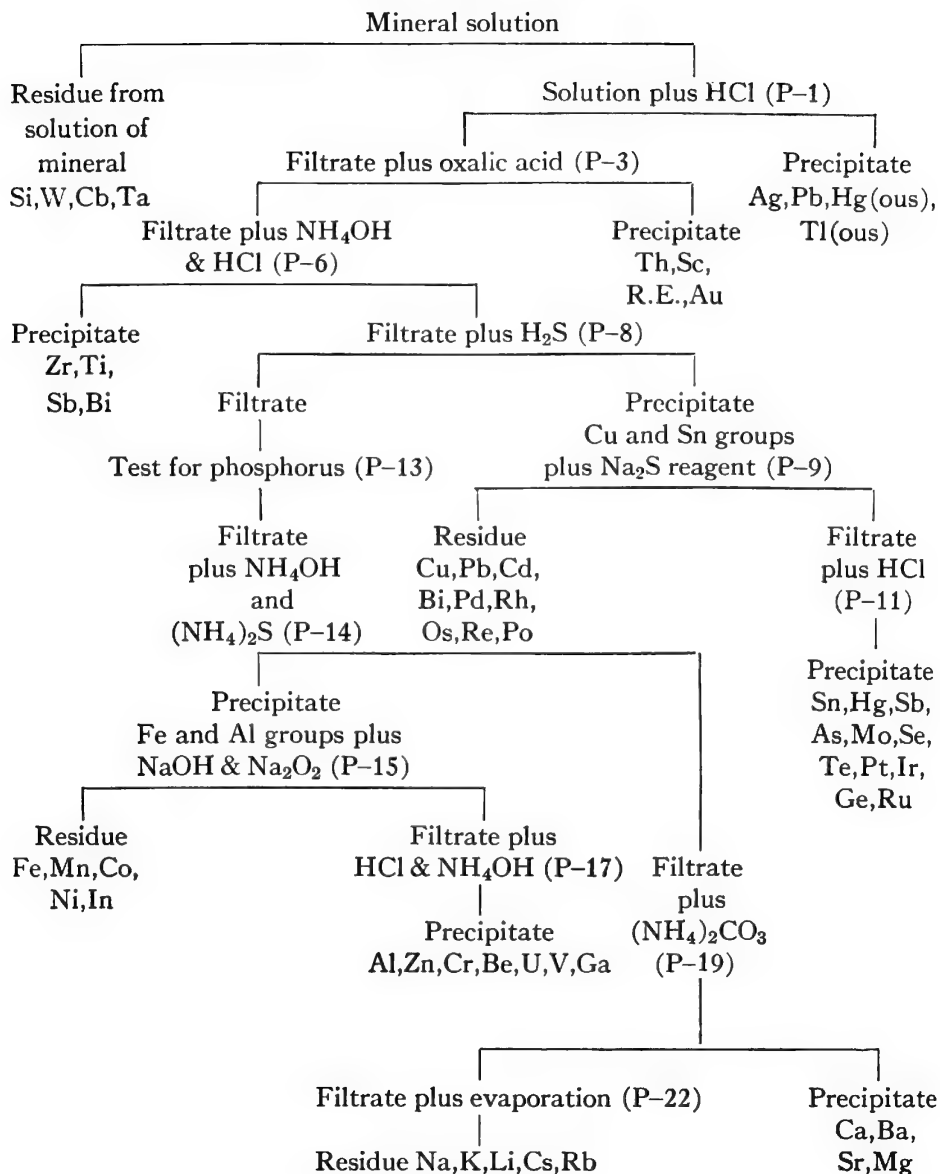 Mineral solution
Residue from
solution of
mineral
Si,W,Cb,Ta
Solution plus HCl (P–1)
Filtrate plus oxalic acid (P–3)
Precipitate
Ag,Pb,Hg(ous),
Tl(ous)
Filtrate plus NH₄OH
& HCl (P–6)
Precipitate
Th,Sc,
R.E.,Au
Precipitate
Zr,Ti,
Sb,Bi
Filtrate plus H₂S (P–8)
Filtrate
Precipitate
Cu and Sn groups
plus Na₂S reagent (P–9)
Test for phosphorus (P–13)
Filtrate
plus NH₄OH
and
(NH₄)₂S (P–14)
Residue
Cu,Pb,Cd,
Bi,Pd,Rh,
Os,Re,Po
Filtrate
plus HCl
(P–11)
Precipitate
Sn,Hg,Sb,
As,Mo,Se,
Te,Pt,Ir,
Ge,Ru
Precipitate
Fe and Al groups plus
NaOH & Na₂O₂ (P–15)
Residue
Fe,Mn,Co,
Ni,In
Filtrate plus
HCl & NH₄OH (P–17)
Precipitate
Al,Zn,Cr,Be,U,V,Ga
Filtrate
plus
(NH₄)₂CO₃
(P–19)
Filtrate plus evaporation (P–22)
Residue Na,K,Li,Cs,Rb
Precipitate
Ca,Ba,
Sr,Mg